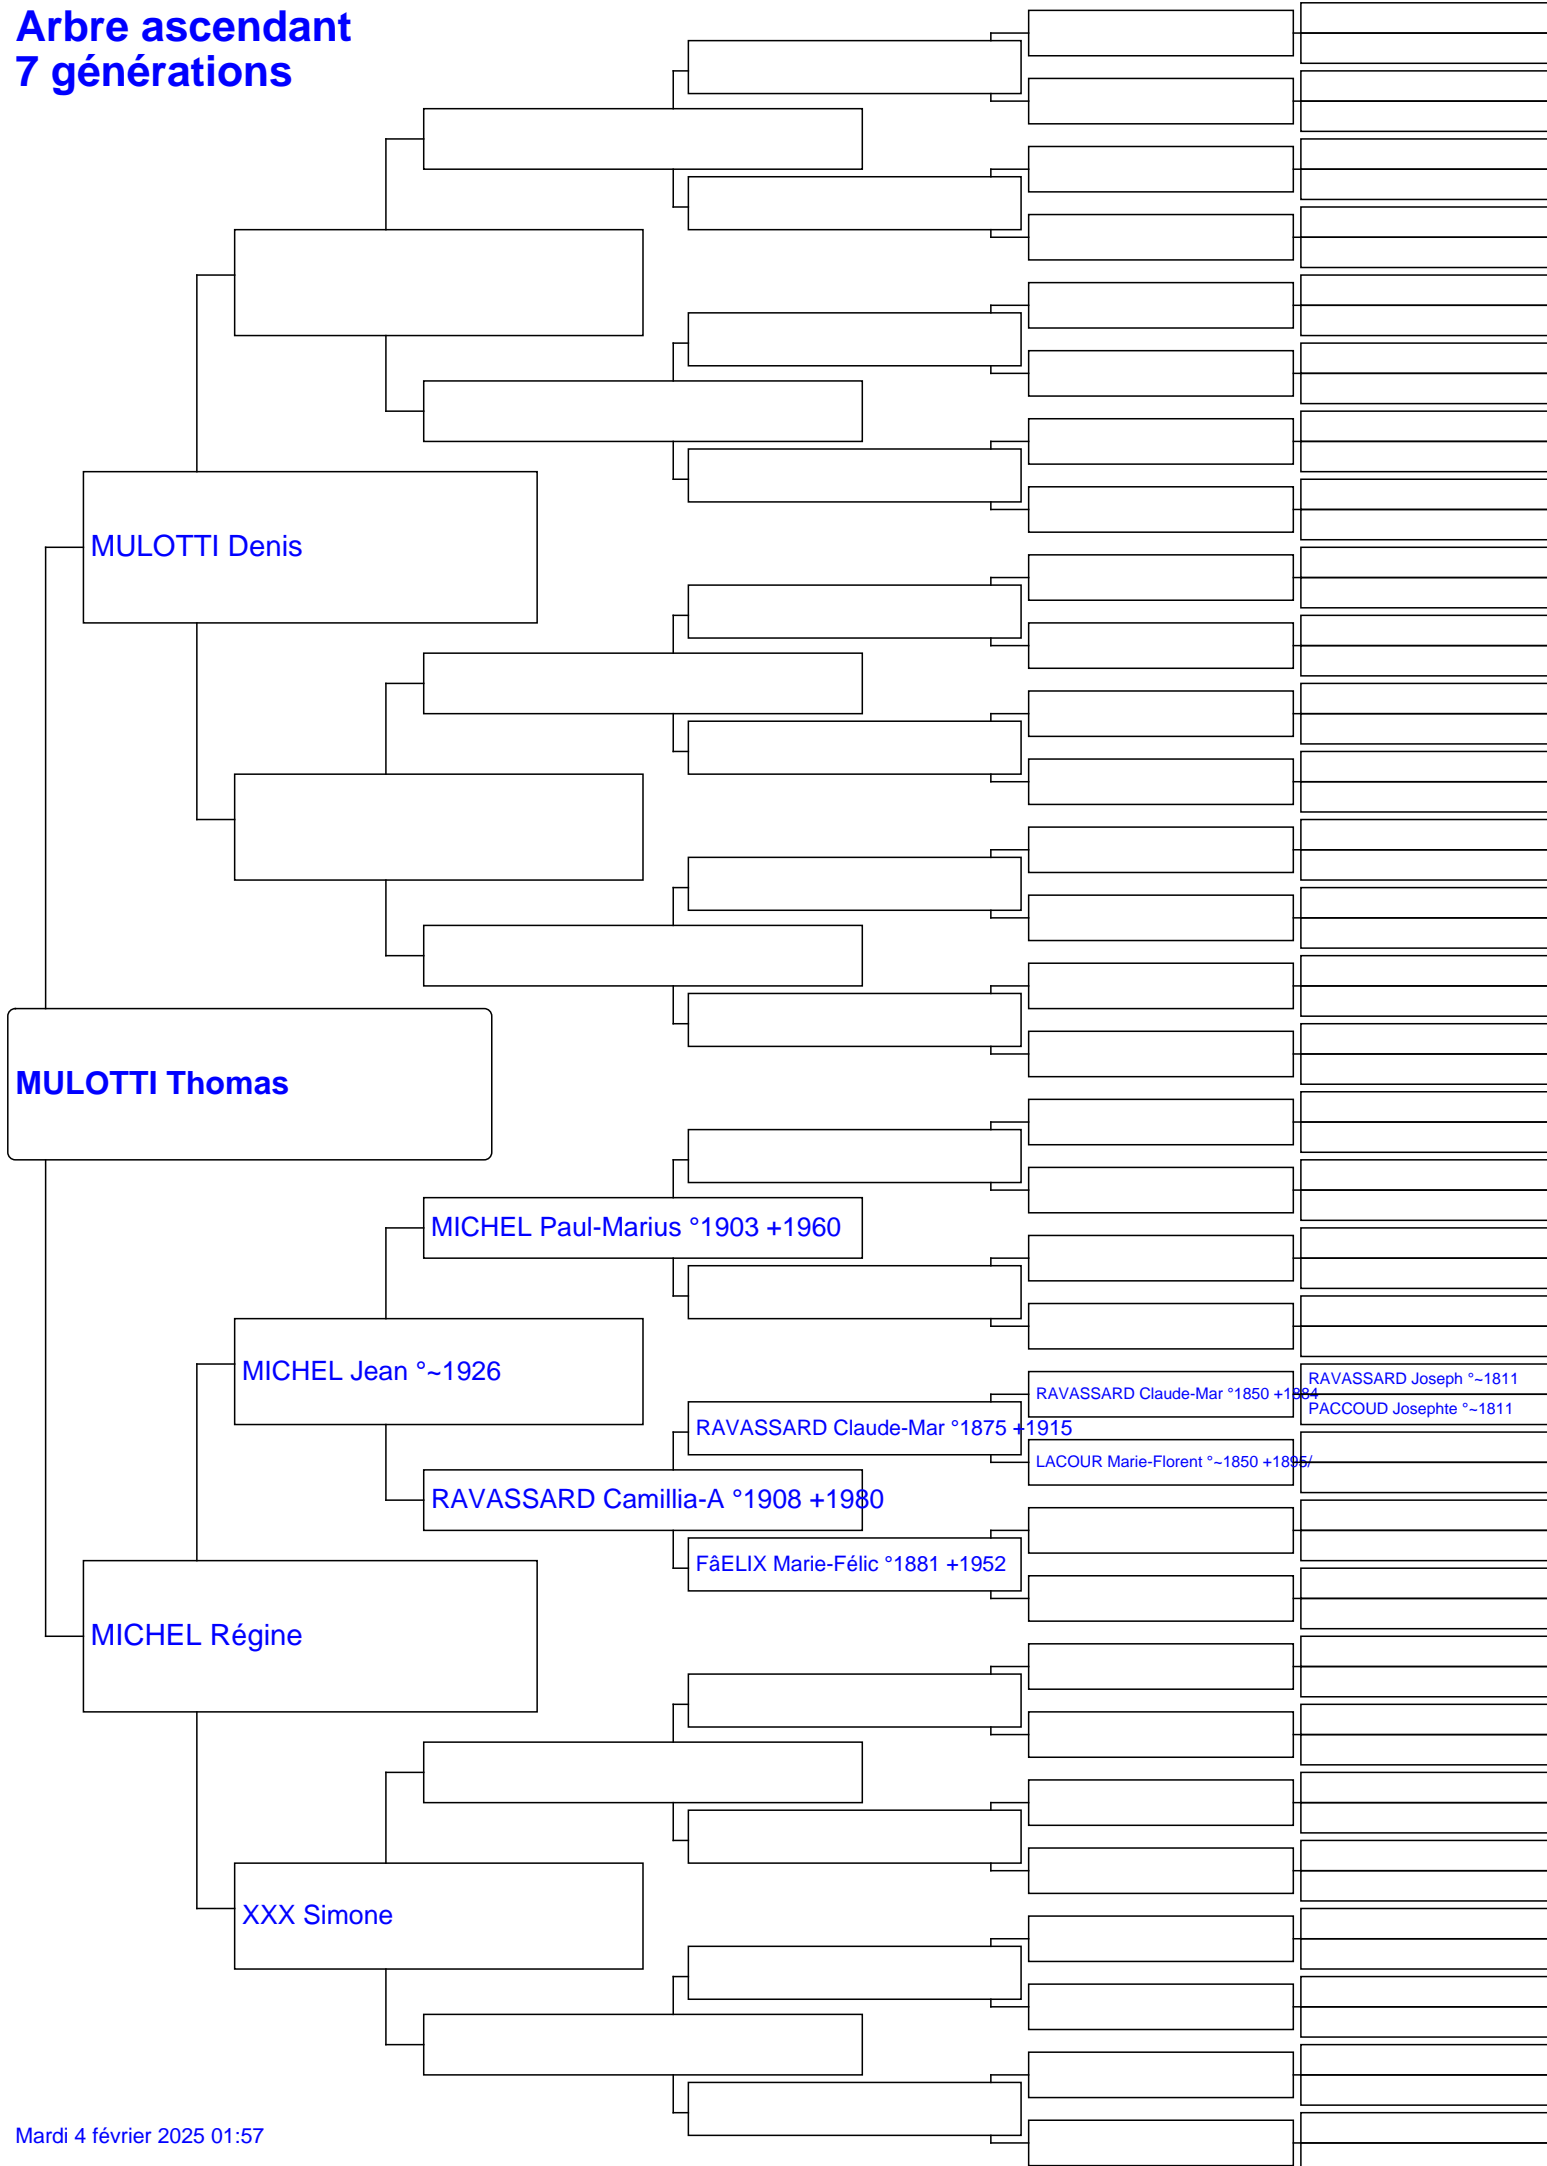 Arbre ascendant
7 générations
MULOTTI Denis
MULOTTI Thomas
MICHEL Paul-Marius °1903 +1960
MICHEL Jean °~1926
RAVASSARD Joseph °~1811
RAVASSARD Claude-Mar °1850 +1884
PACCOUD Josephte °~1811
RAVASSARD Claude-Mar °1875 +1915
LACOUR Marie-Florent °~1850 +1895/
RAVASSARD Camillia-A °1908 +1980
FâELIX Marie-Félic °1881 +1952
MICHEL Régine
XXX Simone
Mardi 4 février 2025 01:57